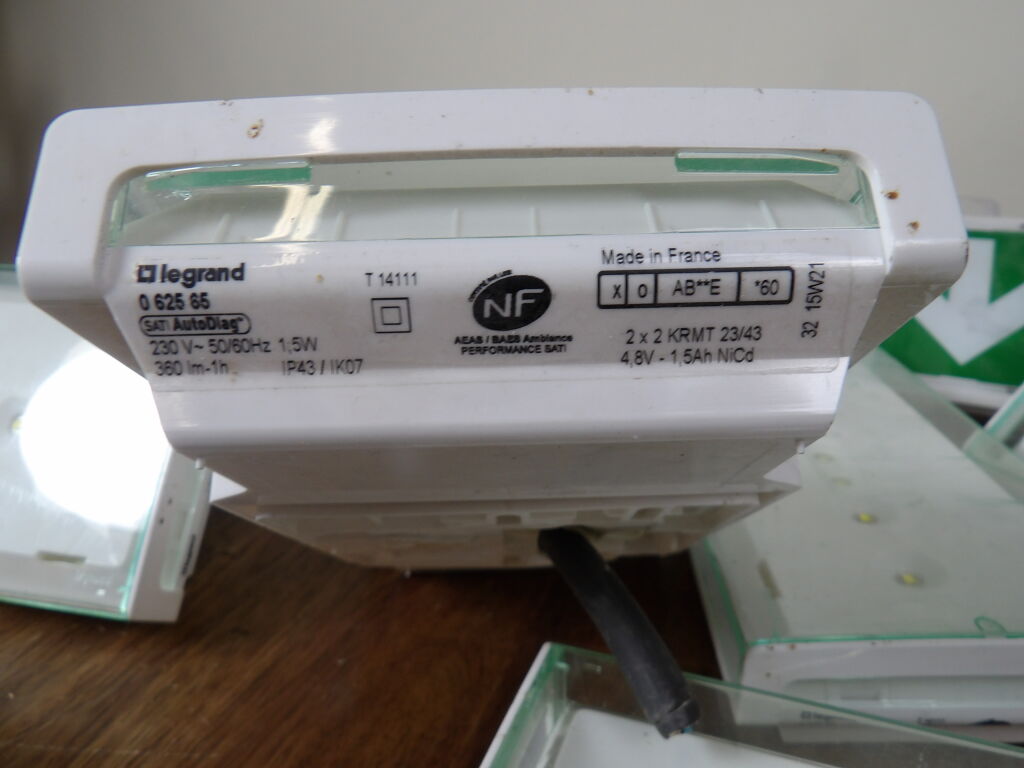 legrand
0 625 65
SATI AutoDiag
230 V~ 50/60Hz 1,5W
360 lm-1h IP43 / IK07
T 14111
NF
AEAS / BAES Ambiance
PERFORMANCE SATI
Made in France
x o AB**E *60
2 x 2 KRMT 23/43
4,8V - 1,5Ah NiCd
32 15W21
legrand